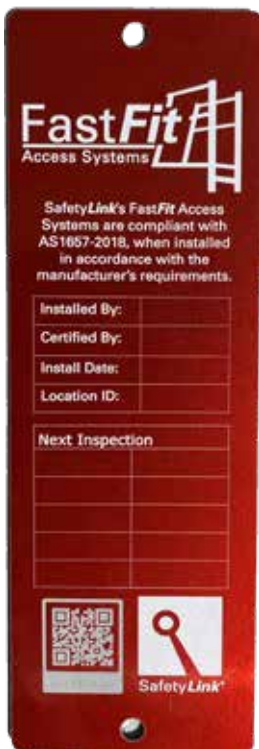 FastFit
Access Systems
SafetyLink's FastFit Access
Systems are compliant with
AS1657-2018, when installed
in accordance with the
manufacturer's requirements.
Installed By:
Certified By:
Install Date:
Location ID:
Next Inspection
SafetyLink